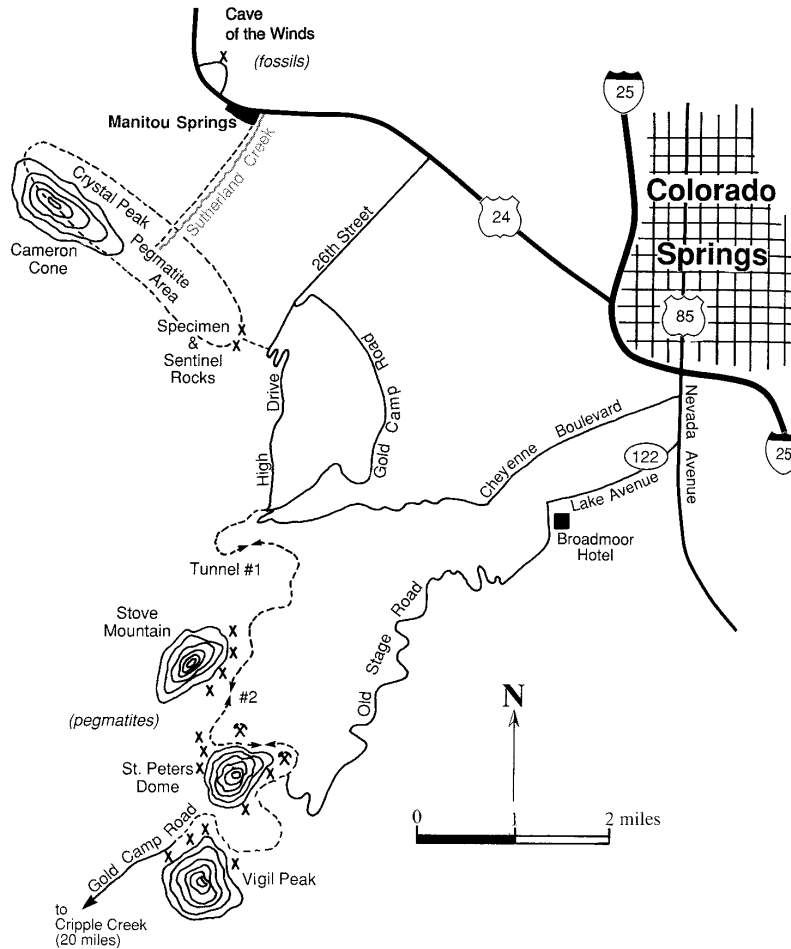 Cave
of the Winds
(fossils)
Manitou Springs
25
Colorado
Springs
Crystal Peak
Pegmatite
Area
Sutherland Creek
24
Cameron
Cone
26th Street
85
Specimen
&
Sentinel
Rocks
Drive
High
Gold Camp
Road
Cheyenne Boulevard
Nevada Avenue
122
25
Lake Avenue
Broadmoor
Hotel
Tunnel #1
Stove
Mountain
Old Stage Road
#2
(pegmatites)
N
St. Peters
Dome
0 1 2 miles
Gold Camp Road
Vigil Peak
to
Cripple Creek
(20 miles)